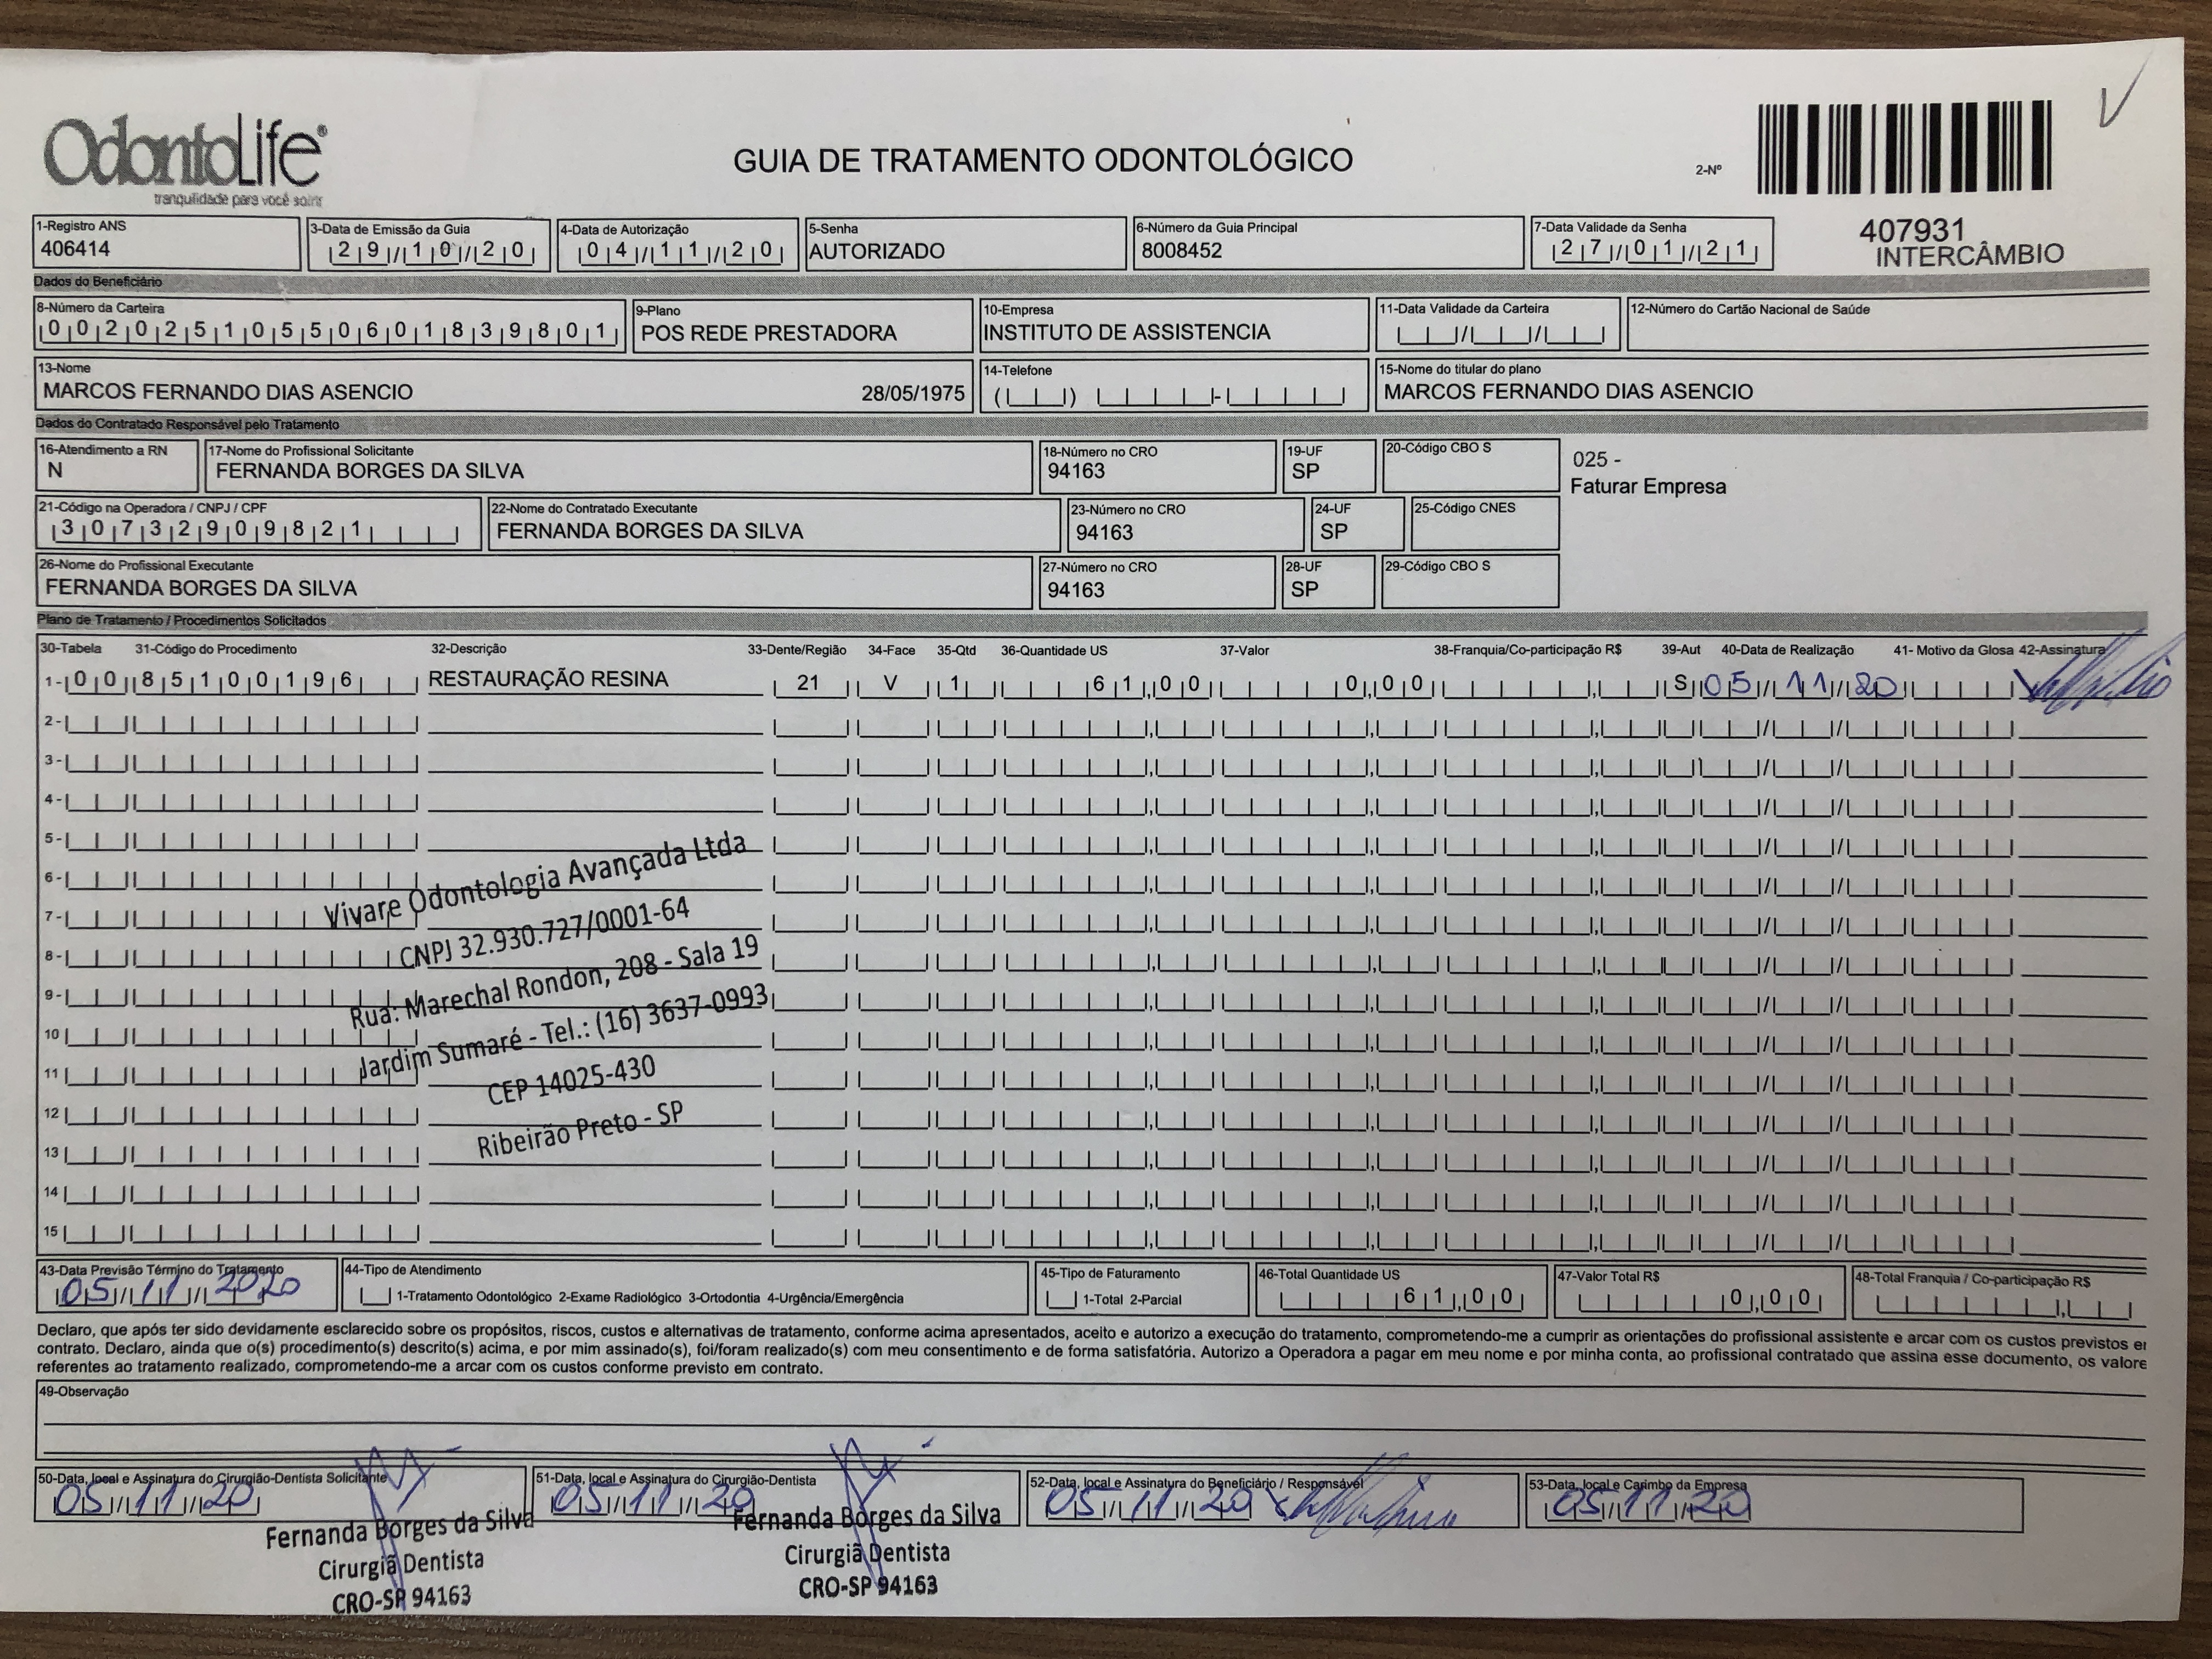 OdontoLife®
tranquilidade para você sorrir
GUIA DE TRATAMENTO ODONTOLÓGICO
2-Nº
407931
INTERCÂMBIO
1-Registro ANS
406414
3-Data de Emissão da Guia
29/10/20
4-Data de Autorização
04/11/20
5-Senha
AUTORIZADO
6-Número da Guia Principal
8008452
7-Data Validade da Senha
27/01/21
Dados do Beneficiário
8-Número da Carteira
00202510550601839801
9-Plano
POS REDE PRESTADORA
10-Empresa
INSTITUTO DE ASSISTENCIA
11-Data Validade da Carteira
12-Número do Cartão Nacional de Saúde
13-Nome
MARCOS FERNANDO DIAS ASENCIO 28/05/1975
14-Telefone
15-Nome do titular do plano
MARCOS FERNANDO DIAS ASENCIO
Dados do Contratado Responsável pelo Tratamento
16-Atendimento a RN
N
17-Nome do Profissional Solicitante
FERNANDA BORGES DA SILVA
18-Número no CRO
94163
19-UF
SP
20-Código CBO S
025 -
Faturar Empresa
21-Código na Operadora / CNPJ / CPF
30732909821
22-Nome do Contratado Executante
FERNANDA BORGES DA SILVA
23-Número no CRO
94163
24-UF
SP
25-Código CNES
26-Nome do Profissional Executante
FERNANDA BORGES DA SILVA
27-Número no CRO
94163
28-UF
SP
29-Código CBO S
Plano de Tratamento / Procedimentos Solicitados
30-Tabela 31-Código do Procedimento 32-Descrição 33-Dente/Região 34-Face 35-Qtd 36-Quantidade US 37-Valor 38-Franquia/Co-participação R$ 39-Aut 40-Data de Realização 41- Motivo da Glosa 42-Assinatura
1- 00 85100196 RESTAURAÇÃO RESINA 21 V 1 61,00 0,00 S 05/11/20
2-
3-
4-
5-
6-
7-
8-
9-
10
11
12
13
14
15
Vivare Odontologia Avançada Ltda
CNPJ 32.930.727/0001-64
Rua: Marechal Rondon, 208 - Sala 19
Jardim Sumaré - Tel.: (16) 3637-0993
CEP 14025-430
Ribeirão Preto - SP
43-Data Previsão Término do Tratamento
05/11/2020
44-Tipo de Atendimento
1-Tratamento Odontológico 2-Exame Radiológico 3-Ortodontia 4-Urgência/Emergência
45-Tipo de Faturamento
1-Total 2-Parcial
46-Total Quantidade US
61,00
47-Valor Total R$
0,00
48-Total Franquia / Co-participação R$
Declaro, que após ter sido devidamente esclarecido sobre os propósitos, riscos, custos e alternativas de tratamento, conforme acima apresentados, aceito e autorizo a execução do tratamento, comprometendo-me a cumprir as orientações do profissional assistente e arcar com os custos previstos er
contrato. Declaro, ainda que o(s) procedimento(s) descrito(s) acima, e por mim assinado(s), foi/foram realizado(s) com meu consentimento e de forma satisfatória. Autorizo a Operadora a pagar em meu nome e por minha conta, ao profissional contratado que assina esse documento, os valore
referentes ao tratamento realizado, comprometendo-me a arcar com os custos conforme previsto em contrato.
49-Observação
50-Data, local e Assinatura do Cirurgião-Dentista Solicitante
05/11/20
Fernanda Borges da Silva
Cirurgiã Dentista
CRO-SP 94163
51-Data, local e Assinatura do Cirurgião-Dentista
05/11/20
Fernanda Borges da Silva
Cirurgiã Dentista
CRO-SP 94163
52-Data, local e Assinatura do Beneficiário / Responsável
05/11/20
53-Data, local e Carimbo da Empresa
05/11/20